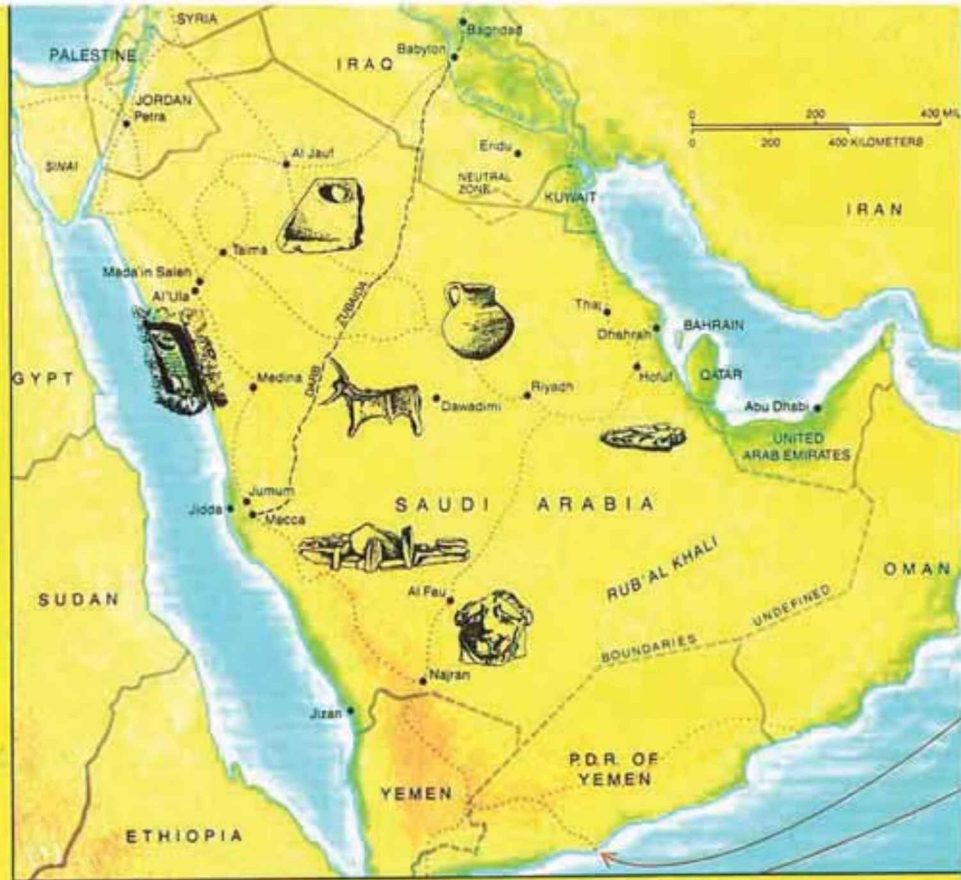 SYRIA
Baghdad
PALESTINE
Babylon
IRAQ
JORDAN
Petra
0 200 400 MIL
0 200 400 KILOMETERS
SINAI
Al Jauf
Eridu
NEUTRAL
ZONE
KUWAIT
IRAN
Taima
Mada'in Saleh
Al'Ula
DARB ZUBAIDA
Thaj
Dhahran
BAHRAIN
GYPT
Medina
Hofuf
QATAR
Dawadimi
Riyadh
Abu Dhabi
UNITED
ARAB EMIRATES
Jumum
Jidda
Mecca
SAUDI ARABIA
RUB' AL KHALI
OMAN
SUDAN
Al Fau
BOUNDARIES UNDEFINED
Najran
Jizan
P.D.R. OF
YEMEN
YEMEN
ETHIOPIA